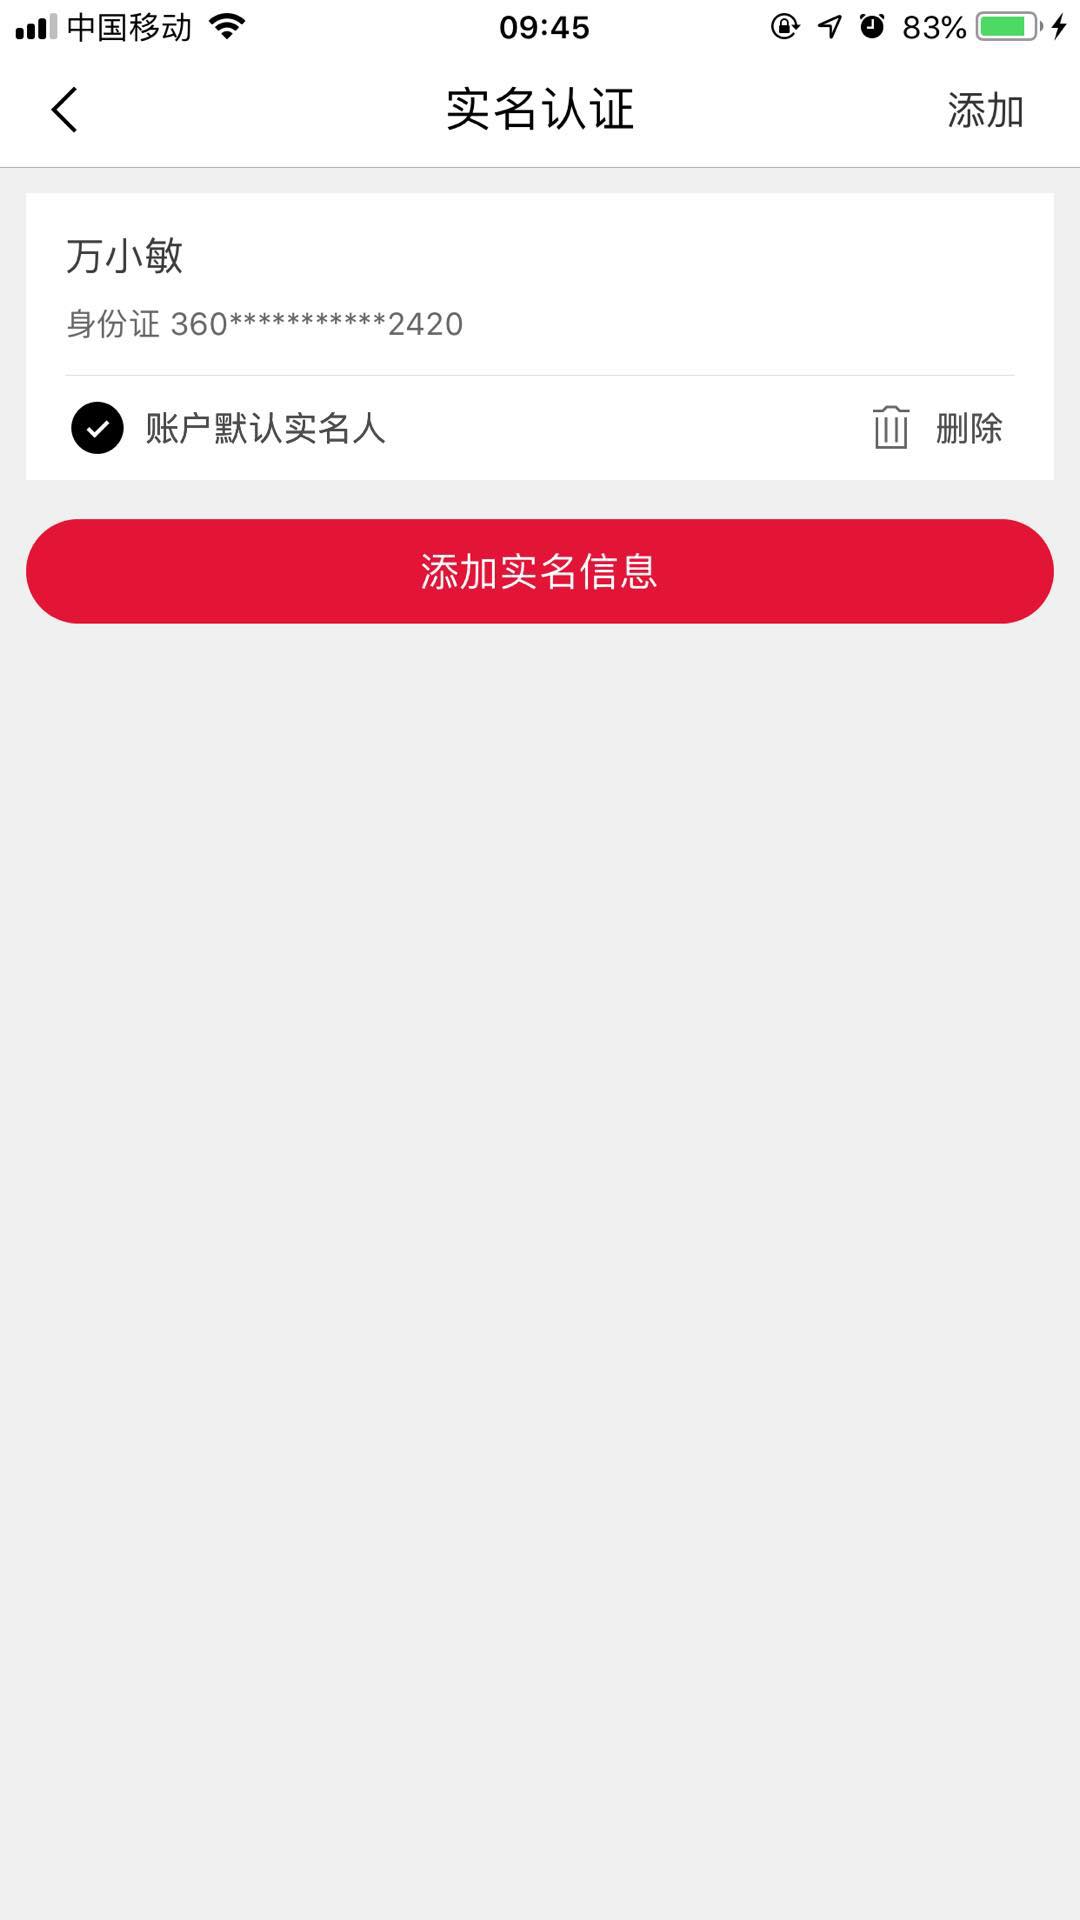 中国移动 09:45 83%
实名认证 添加
万小敏
身份证 360***********2420
账户默认实名人 删除
添加实名信息